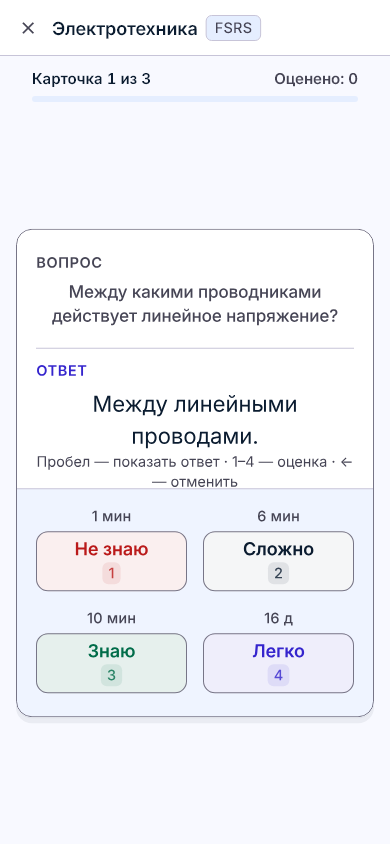 ✕ Электротехника FSRS
Карточка 1 из 3 Оценено: 0
ВОПРОС
Между какими проводниками
действует линейное напряжение?
ОТВЕТ
Между линейными
проводами.
Пробел — показать ответ · 1–4 — оценка · ←
— отменить
1 мин 6 мин
Не знаю Сложно
1 2
10 мин 16 д
Знаю Легко
3 4